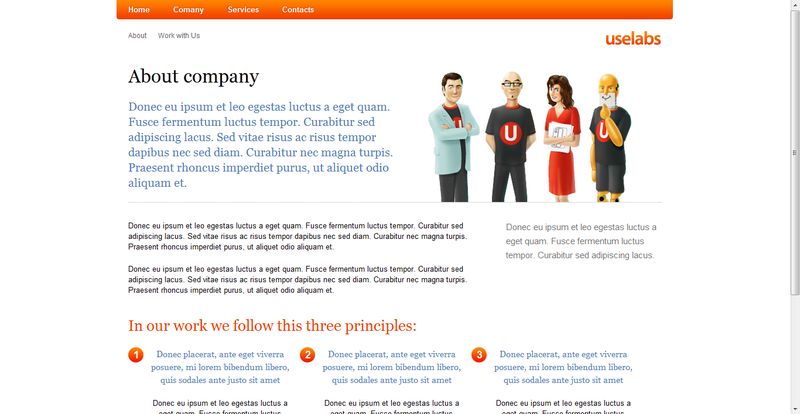 Home Comany Services Contacts
About Work with Us
uselabs
About company
Donec eu ipsum et leo egestas luctus a eget quam.
Fusce fermentum luctus tempor. Curabitur sed
adipiscing lacus. Sed vitae risus ac risus tempor
dapibus nec sed diam. Curabitur nec magna turpis.
Praesent rhoncus imperdiet purus, ut aliquet odio
aliquam et.
U
U
Donec eu ipsum et leo egestas luctus a eget quam. Fusce fermentum luctus tempor. Curabitur sed
adipiscing lacus. Sed vitae risus ac risus tempor dapibus nec sed diam. Curabitur nec magna turpis.
Praesent rhoncus imperdiet purus, ut aliquet odio aliquam et.
Donec eu ipsum et leo egestas luctus a eget quam. Fusce fermentum luctus tempor. Curabitur sed
adipiscing lacus. Sed vitae risus ac risus tempor dapibus nec sed diam. Curabitur nec magna turpis.
Praesent rhoncus imperdiet purus, ut aliquet odio aliquam et.
Donec eu ipsum et leo egestas luctus a
eget quam. Fusce fermentum luctus
tempor. Curabitur sed adipiscing lacus.
In our work we follow this three principles:
1
Donec placerat, ante eget viverra
posuere, mi lorem bibendum libero,
quis sodales ante justo sit amet
Donec eu ipsum et leo egestas luctus a
eget quam. Fusce fermentum luctus
2
Donec placerat, ante eget viverra
posuere, mi lorem bibendum libero,
quis sodales ante justo sit amet
Donec eu ipsum et leo egestas luctus a
eget quam. Fusce fermentum luctus
3
Donec placerat, ante eget viverra
posuere, mi lorem bibendum libero,
quis sodales ante justo sit amet
Donec eu ipsum et leo egestas luctus a
eget quam. Fusce fermentum luctus